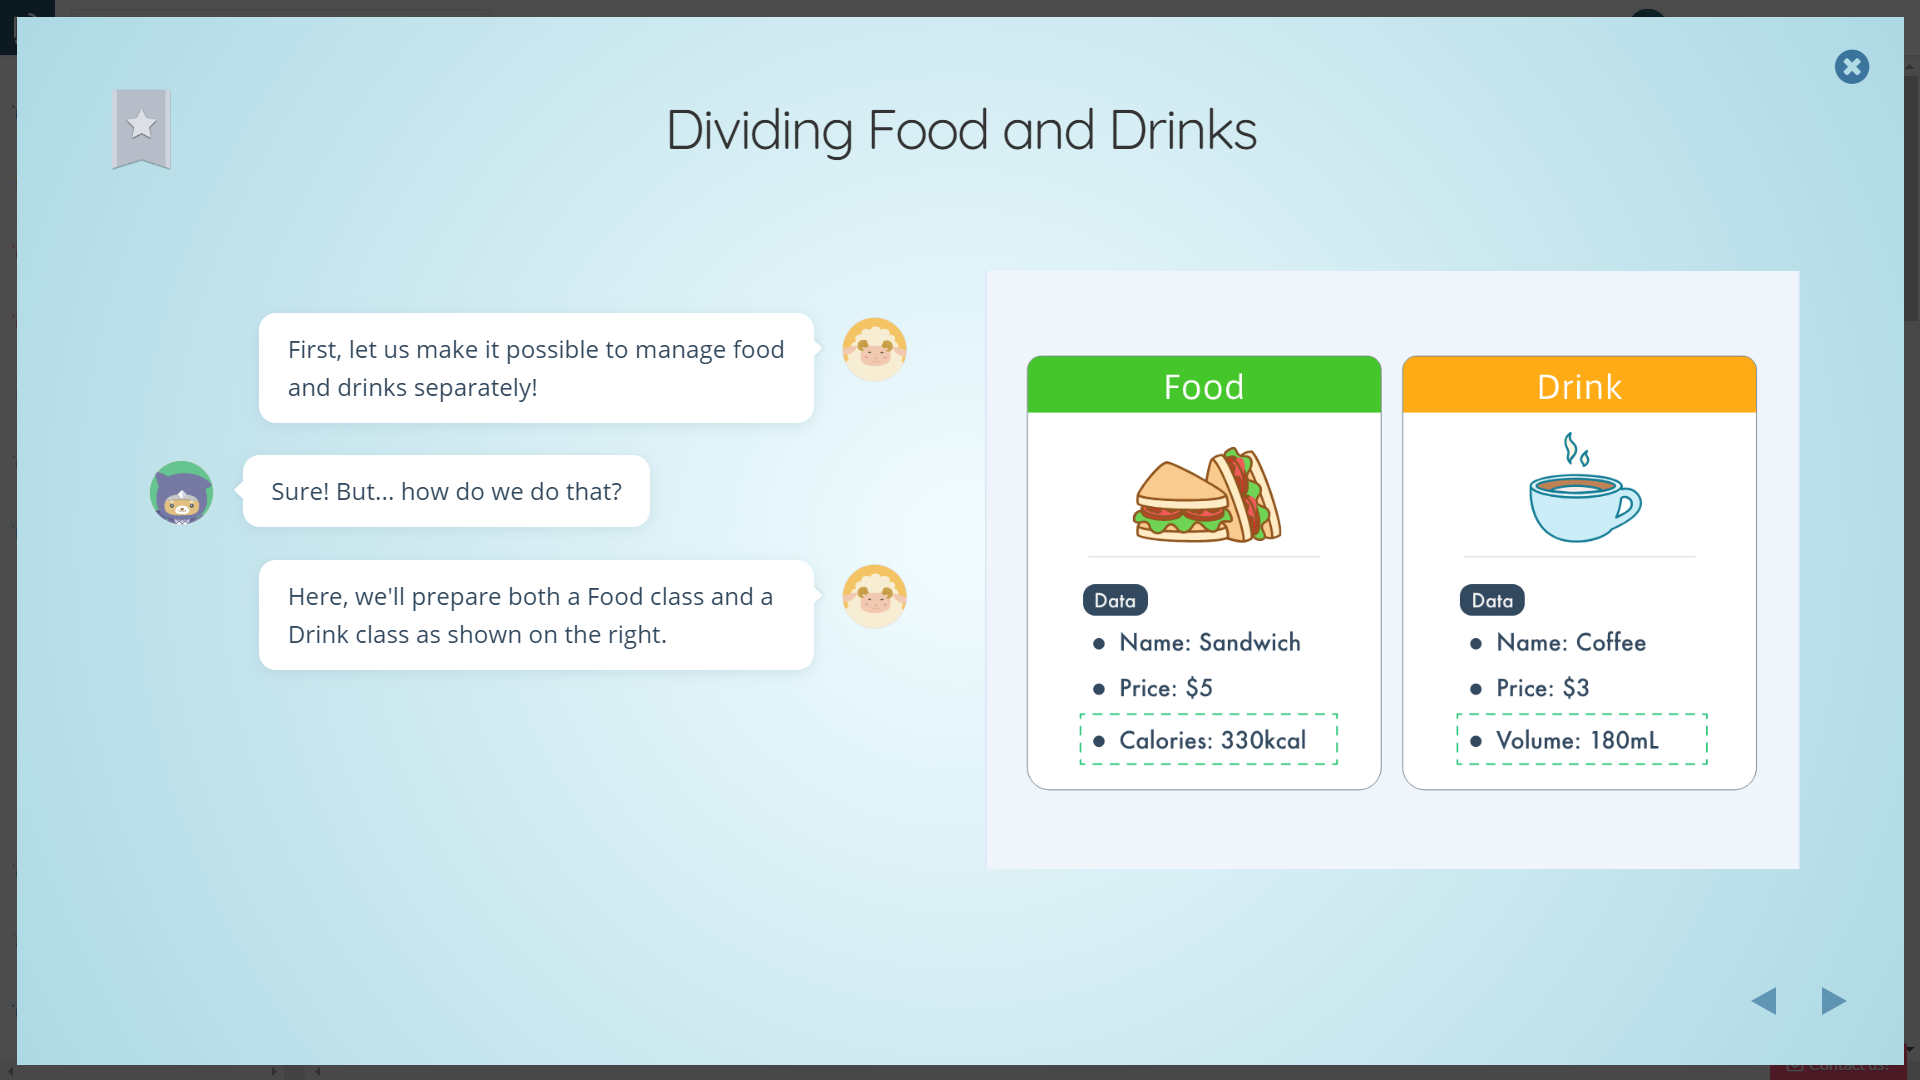 Dividing Food and Drinks
First, let us make it possible to manage food
and drinks separately!
Sure! But... how do we do that?
Here, we'll prepare both a Food class and a
Drink class as shown on the right.
Food
Data
• Name: Sandwich
• Price: $5
• Calories: 330kcal
Drink
Data
• Name: Coffee
• Price: $3
• Volume: 180mL
Contact us!